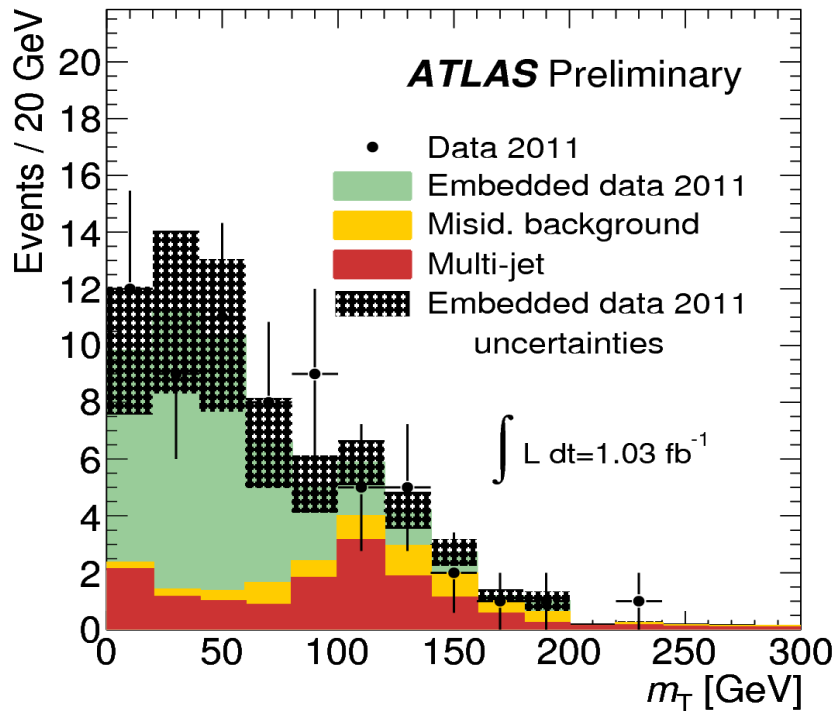 Events / 20 GeV
20
18
16
14
12
10
8
6
4
2
0
ATLAS Preliminary
Data 2011
Embedded data 2011
Misid. background
Multi-jet
Embedded data 2011
uncertainties
∫ L dt=1.03 fb⁻¹
0 50 100 150 200 250 300
m_T [GeV]